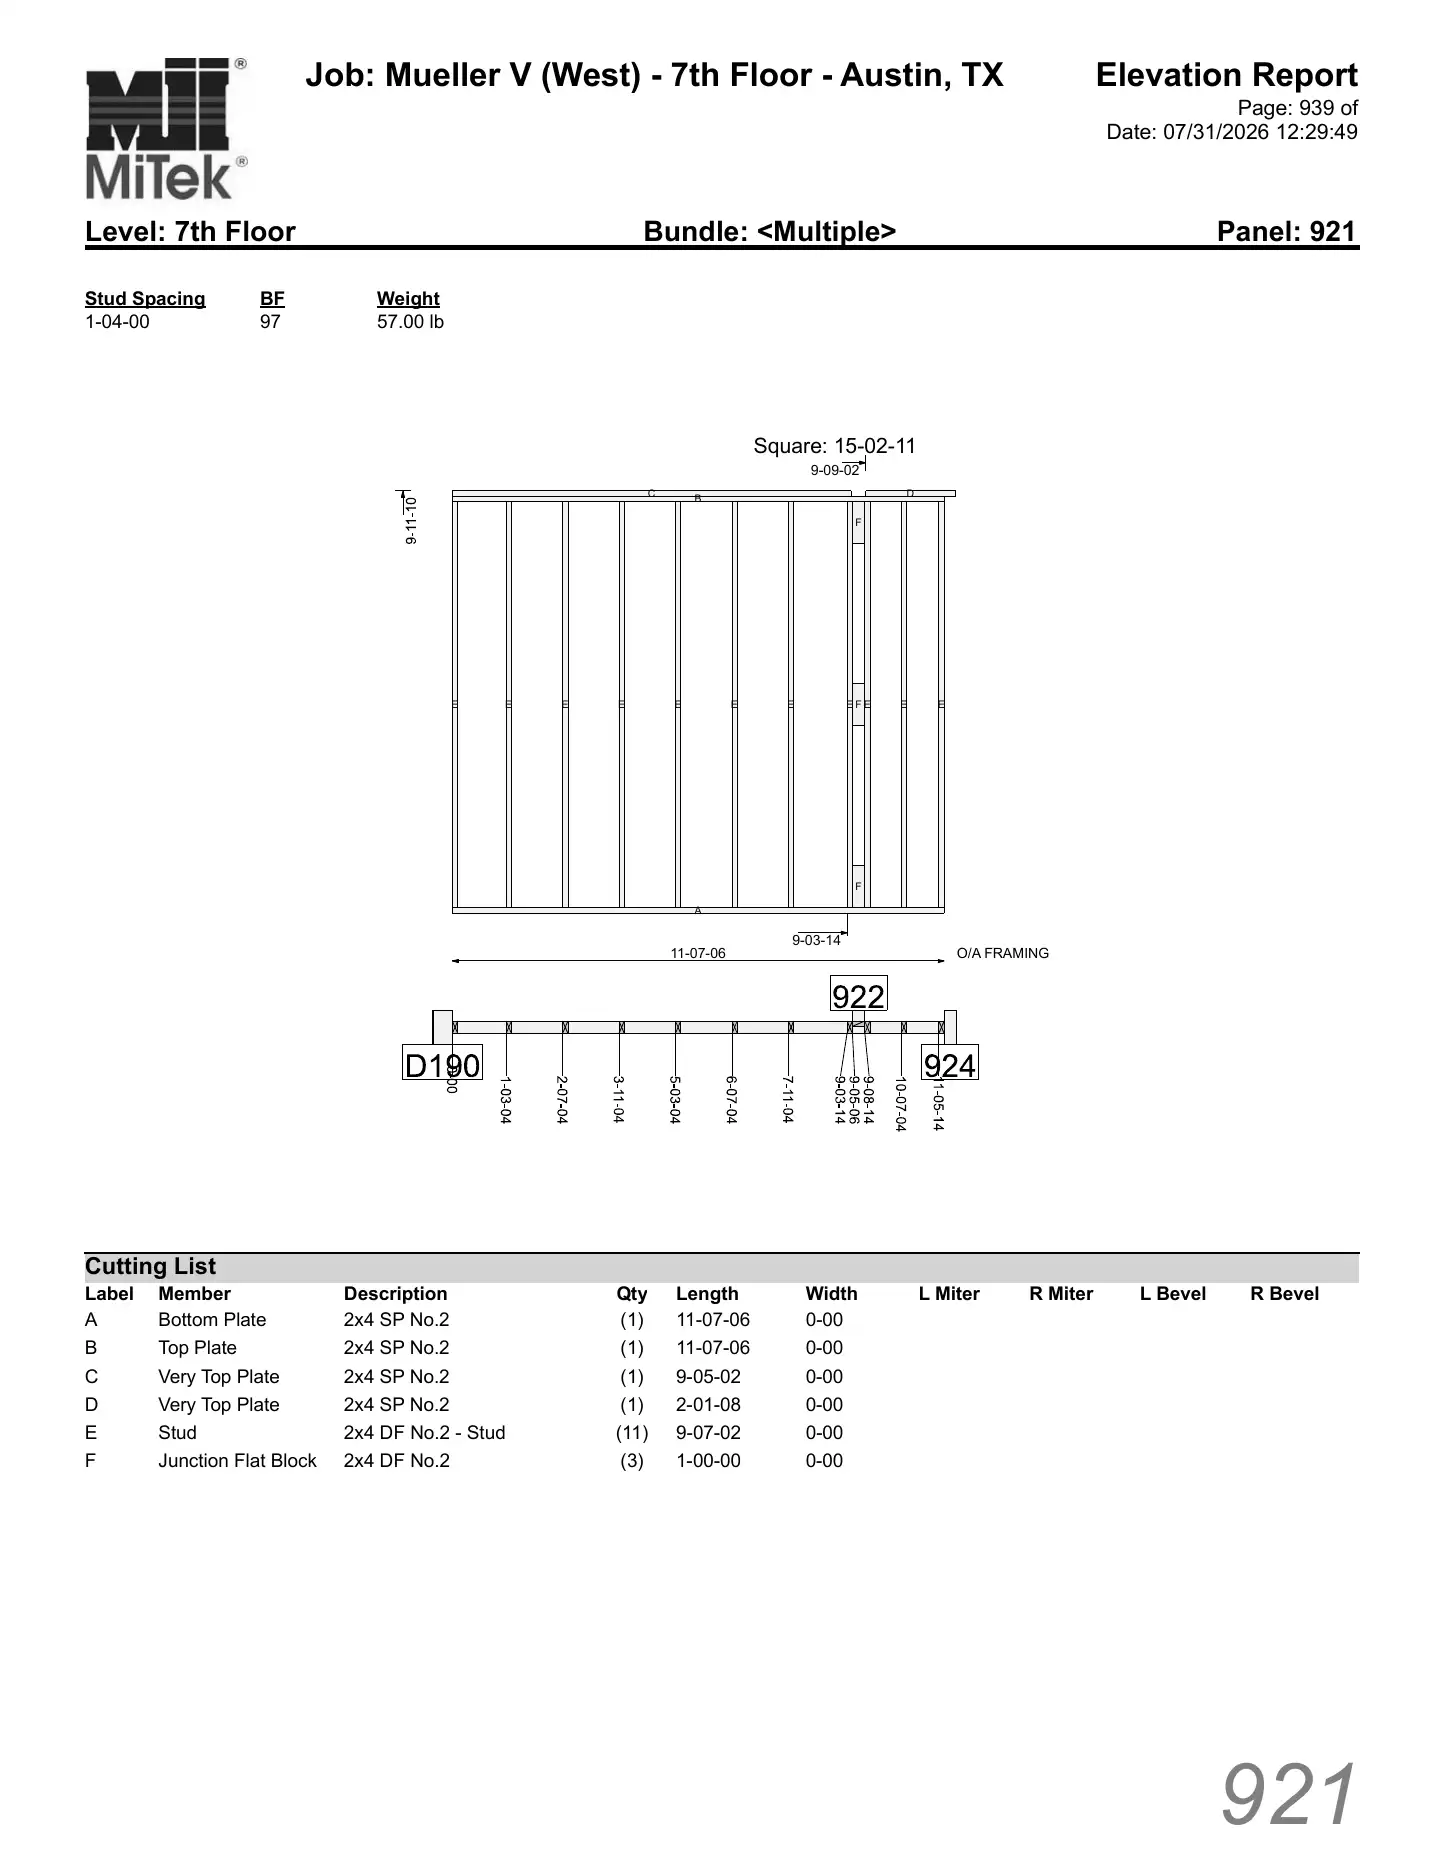 MiTek®
Job: Mueller V (West) - 7th Floor - Austin, TX
Elevation Report
Page: 939 of
Date: 07/31/2026 12:29:49
Level: 7th Floor Bundle: <Multiple> Panel: 921
Stud Spacing BF Weight
1-04-00 97 57.00 lb
Square: 15-02-11
9-09-02
9-11-10
C B D
F
E E E E E E E E F E E E
F
A
9-03-14
11-07-06 O/A FRAMING
922
D190 924
00 1-03-04 2-07-04 3-11-04 5-03-04 6-07-04 7-11-04 9-03-14 9-05-06 9-08-14 10-07-04 11-05-14
Cutting List
Label Member Description Qty Length Width L Miter R Miter L Bevel R Bevel
A Bottom Plate 2x4 SP No.2 (1) 11-07-06 0-00
B Top Plate 2x4 SP No.2 (1) 11-07-06 0-00
C Very Top Plate 2x4 SP No.2 (1) 9-05-02 0-00
D Very Top Plate 2x4 SP No.2 (1) 2-01-08 0-00
E Stud 2x4 DF No.2 - Stud (11) 9-07-02 0-00
F Junction Flat Block 2x4 DF No.2 (3) 1-00-00 0-00
921